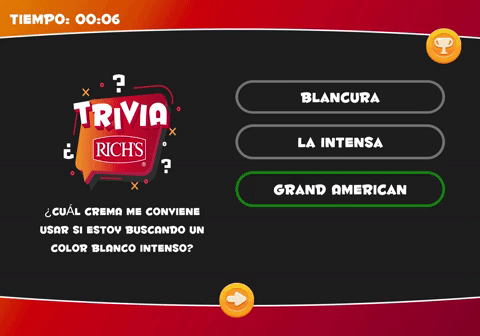 TIEMPO: 00:06
?
TRIVIA
¿
RICH'S
®
?
¿CUÁL CREMA ME CONVIENE
USAR SI ESTOY BUSCANDO UN
COLOR BLANCO INTENSO?
BLANCURA
LA INTENSA
GRAND AMERICAN